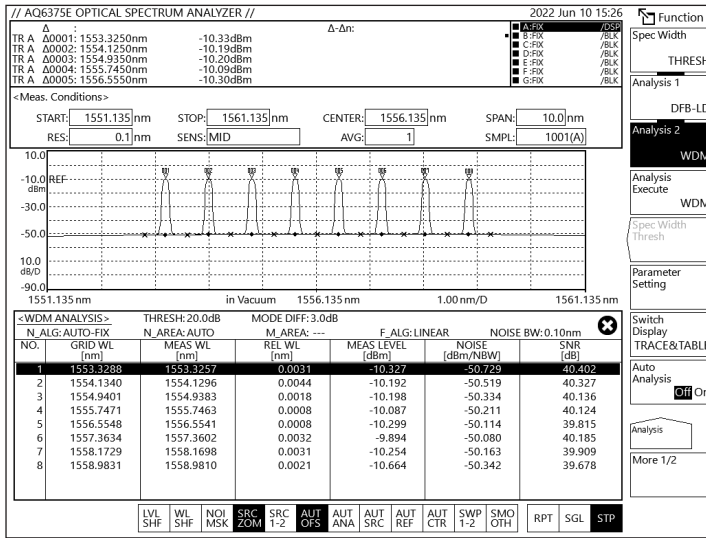 // AQ6375E OPTICAL SPECTRUM ANALYZER // 2022 Jun 10 15:26
Δ : Δ-Δn:
TR A Δ0001: 1553.3250nm -10.33dBm
TR A Δ0002: 1554.1250nm -10.19dBm
TR A Δ0003: 1554.9350nm -10.20dBm
TR A Δ0004: 1555.7450nm -10.09dBm
TR A Δ0005: 1556.5550nm -10.30dBm
A:FIX /DSP
B:FIX /BLK
C:FIX /BLK
D:FIX /BLK
E:FIX /BLK
F:FIX /BLK
G:FIX /BLK
<Meas. Conditions>
START: 1551.135 nm STOP: 1561.135 nm CENTER: 1556.135 nm SPAN: 10.0 nm
RES: 0.1 nm SENS: MID AVG: 1 SMPL: 1001(A)
10.0
001 002 003 004 005 006 007 008
-10.0 REF
dBm
-30.0
-50.0
10.0
dB/D
-90.0
1551.135 nm in Vacuum 1556.135 nm 1.00 nm/D 1561.135 nm
<WDM ANALYSIS> THRESH: 20.0dB MODE DIFF: 3.0dB
N_ALG: AUTO-FIX N_AREA: AUTO M_AREA: --- F_ALG: LINEAR NOISE BW: 0.10nm
NO. GRID WL MEAS WL REL WL MEAS LEVEL NOISE SNR
[nm] [nm] [nm] [dBm] [dBm/NBW] [dB]
1 1553.3288 1553.3257 0.0031 -10.327 -50.729 40.402
2 1554.1340 1554.1296 0.0044 -10.192 -50.519 40.327
3 1554.9401 1554.9383 0.0018 -10.198 -50.334 40.136
4 1555.7471 1555.7463 0.0008 -10.087 -50.211 40.124
5 1556.5548 1556.5541 0.0008 -10.299 -50.114 39.815
6 1557.3634 1557.3602 0.0032 -9.894 -50.080 40.185
7 1558.1729 1558.1698 0.0031 -10.254 -50.163 39.909
8 1558.9831 1558.9810 0.0021 -10.664 -50.342 39.678
LVL SHF
WL SHF
NOI MSK
SRC ZOM
SRC 1-2
AUT OFS
AUT ANA
AUT SRC
AUT REF
AUT CTR
SWP 1-2
SMO OTH
RPT
SGL
STP
Function
Spec Width
THRESH
Analysis 1
DFB-LD
Analysis 2
WDM
Analysis
Execute
WDM
Spec Width
Thresh
Parameter
Setting
Switch
Display
TRACE&TABLE
Auto
Analysis
Off On
Analysis
More 1/2